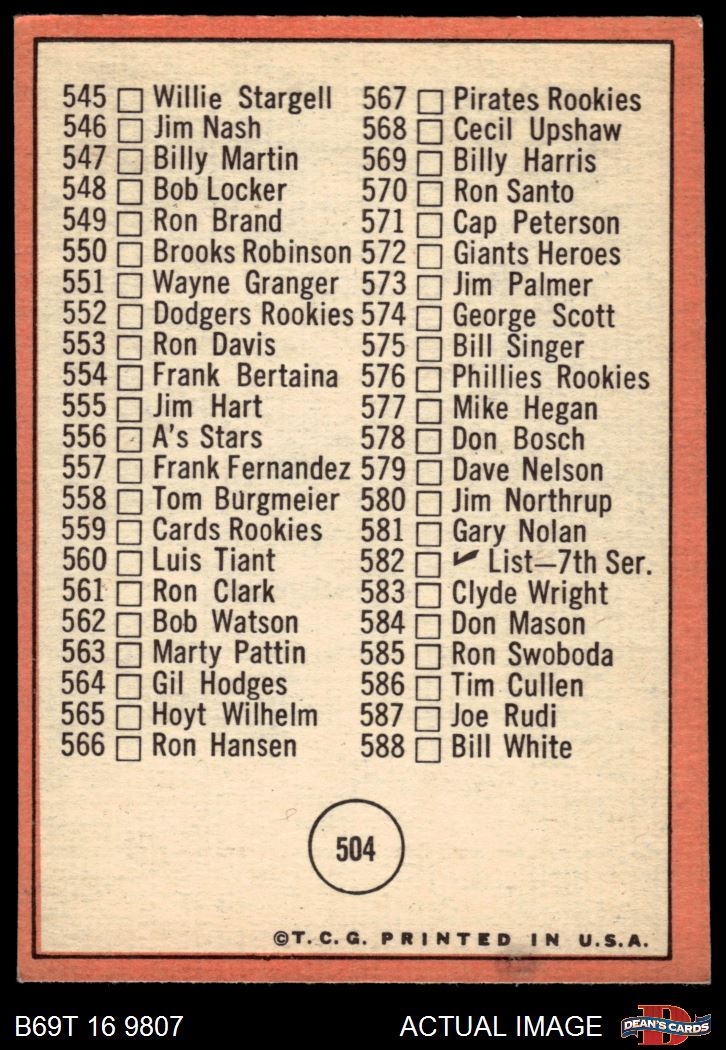 545 Willie Stargell
546 Jim Nash
547 Billy Martin
548 Bob Locker
549 Ron Brand
550 Brooks Robinson
551 Wayne Granger
552 Dodgers Rookies
553 Ron Davis
554 Frank Bertaina
555 Jim Hart
556 A's Stars
557 Frank Fernandez
558 Tom Burgmeier
559 Cards Rookies
560 Luis Tiant
561 Ron Clark
562 Bob Watson
563 Marty Pattin
564 Gil Hodges
565 Hoyt Wilhelm
566 Ron Hansen
567 Pirates Rookies
568 Cecil Upshaw
569 Billy Harris
570 Ron Santo
571 Cap Peterson
572 Giants Heroes
573 Jim Palmer
574 George Scott
575 Bill Singer
576 Phillies Rookies
577 Mike Hegan
578 Don Bosch
579 Dave Nelson
580 Jim Northrup
581 Gary Nolan
582 ✓ List—7th Ser.
583 Clyde Wright
584 Don Mason
585 Ron Swoboda
586 Tim Cullen
587 Joe Rudi
588 Bill White
504
©T.C.G. PRINTED IN U.S.A.
B69T 16 9807
ACTUAL IMAGE
D
DEAN'S CARDS